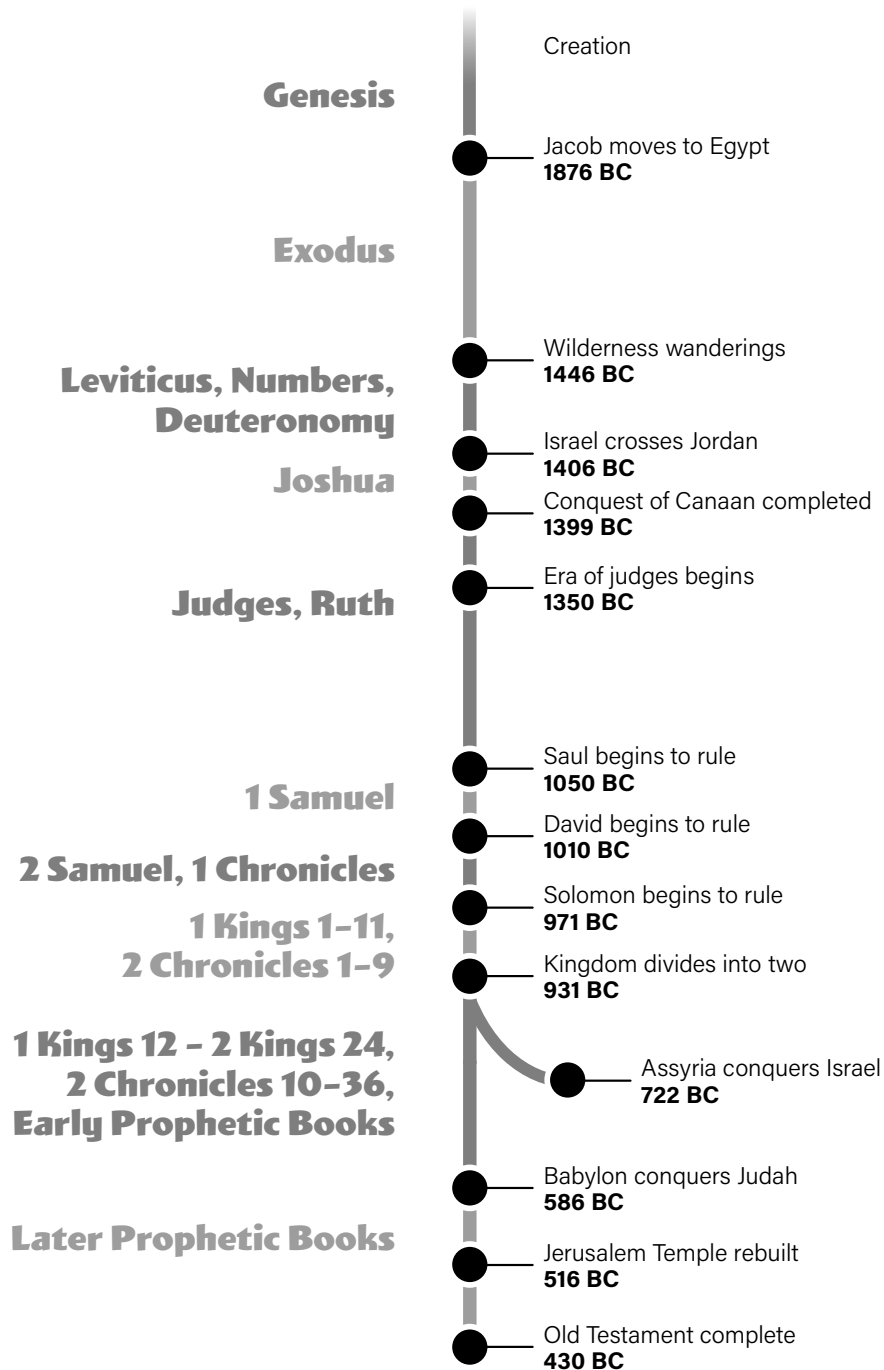 Creation
Genesis
Jacob moves to Egypt
1876 BC
Exodus
Wilderness wanderings
1446 BC
Leviticus, Numbers,
Deuteronomy
Israel crosses Jordan
1406 BC
Joshua
Conquest of Canaan completed
1399 BC
Era of judges begins
1350 BC
Judges, Ruth
Saul begins to rule
1050 BC
1 Samuel
David begins to rule
1010 BC
2 Samuel, 1 Chronicles
Solomon begins to rule
971 BC
1 Kings 1–11,
2 Chronicles 1–9
Kingdom divides into two
931 BC
1 Kings 12 – 2 Kings 24,
2 Chronicles 10–36,
Early Prophetic Books
Assyria conquers Israel
722 BC
Babylon conquers Judah
586 BC
Later Prophetic Books
Jerusalem Temple rebuilt
516 BC
Old Testament complete
430 BC